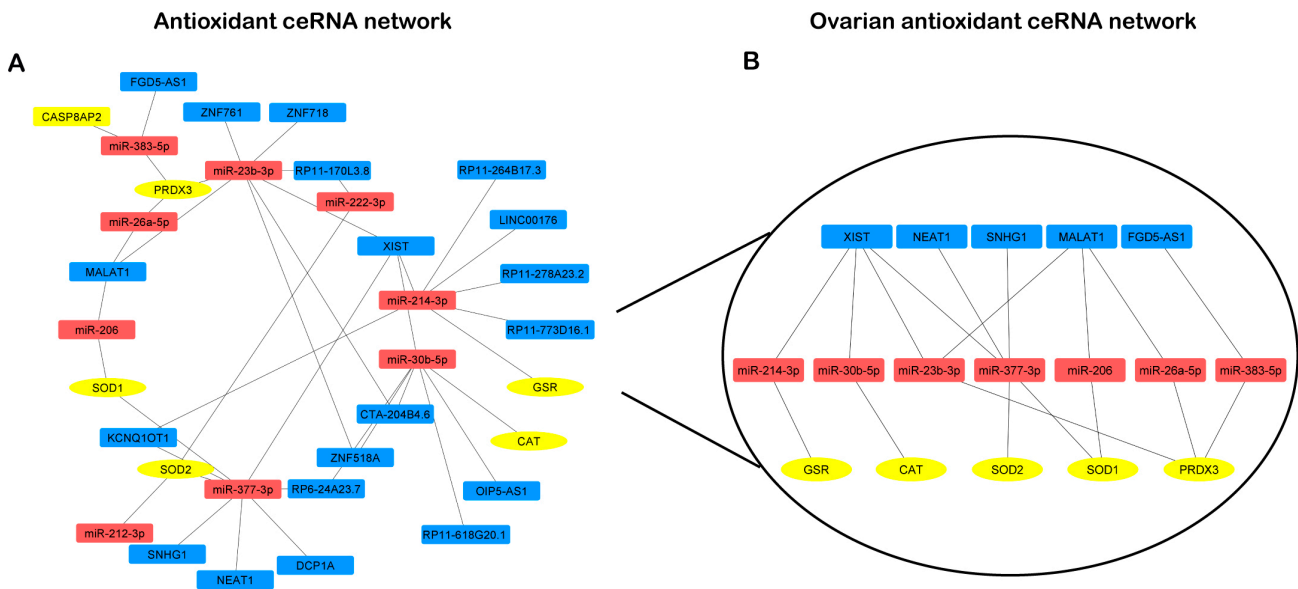 Antioxidant ceRNA network
Ovarian antioxidant ceRNA network
A
B
FGD5-AS1
CASP8AP2
ZNF761
ZNF718
miR-383-5p
miR-23b-3p
RP11-170L3.8
RP11-264B17.3
PRDX3
miR-222-3p
miR-26a-5p
LINC00176
XIST
MALAT1
RP11-278A23.2
miR-214-3p
miR-206
RP11-773D16.1
miR-30b-5p
SOD1
GSR
CTA-204B4.6
KCNQ1OT1
CAT
ZNF518A
SOD2
miR-377-3p
RP6-24A23.7
OIP5-AS1
miR-212-3p
RP11-618G20.1
SNHG1
DCP1A
NEAT1
XIST NEAT1 SNHG1 MALAT1 FGD5-AS1
miR-214-3p miR-30b-5p miR-23b-3p miR-377-3p miR-206 miR-26a-5p miR-383-5p
GSR CAT SOD2 SOD1 PRDX3